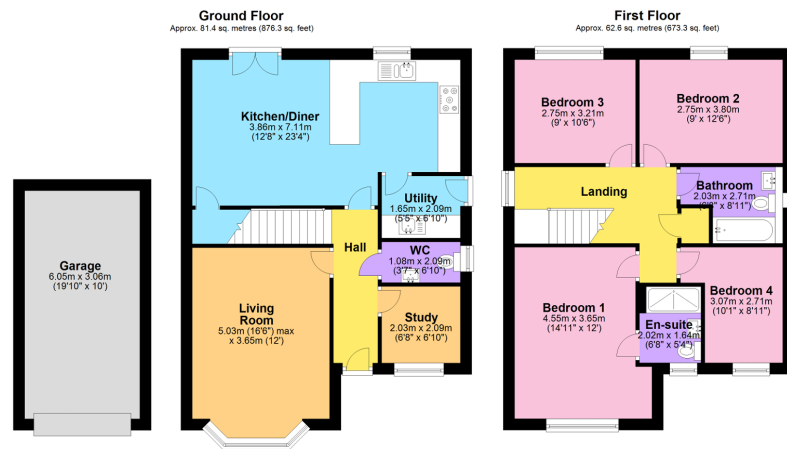 Ground Floor
Approx. 81.4 sq. metres (876.3 sq. feet)
Kitchen/Diner
3.86m x 7.11m
(12'8" x 23'4")
Utility
1.65m x 2.09m
(5'5" x 6'10")
Hall
WC
1.08m x 2.09m
(3'7" x 6'10")
Garage
6.05m x 3.06m
(19'10" x 10')
Living
Room
5.03m (16'6") max
x 3.65m (12')
Study
2.03m x 2.09m
(6'8" x 6'10")
First Floor
Approx. 62.6 sq. metres (673.3 sq. feet)
Bedroom 3
2.75m x 3.21m
(9' x 10'6")
Bedroom 2
2.75m x 3.80m
(9' x 12'6")
Landing
Bathroom
2.03m x 2.71m
(6'8" x 8'11")
Bedroom 1
4.55m x 3.65m
(14'11" x 12')
En-suite
2.02m x 1.64m
(6'8" x 5'4")
Bedroom 4
3.07m x 2.71m
(10'1" x 8'11")